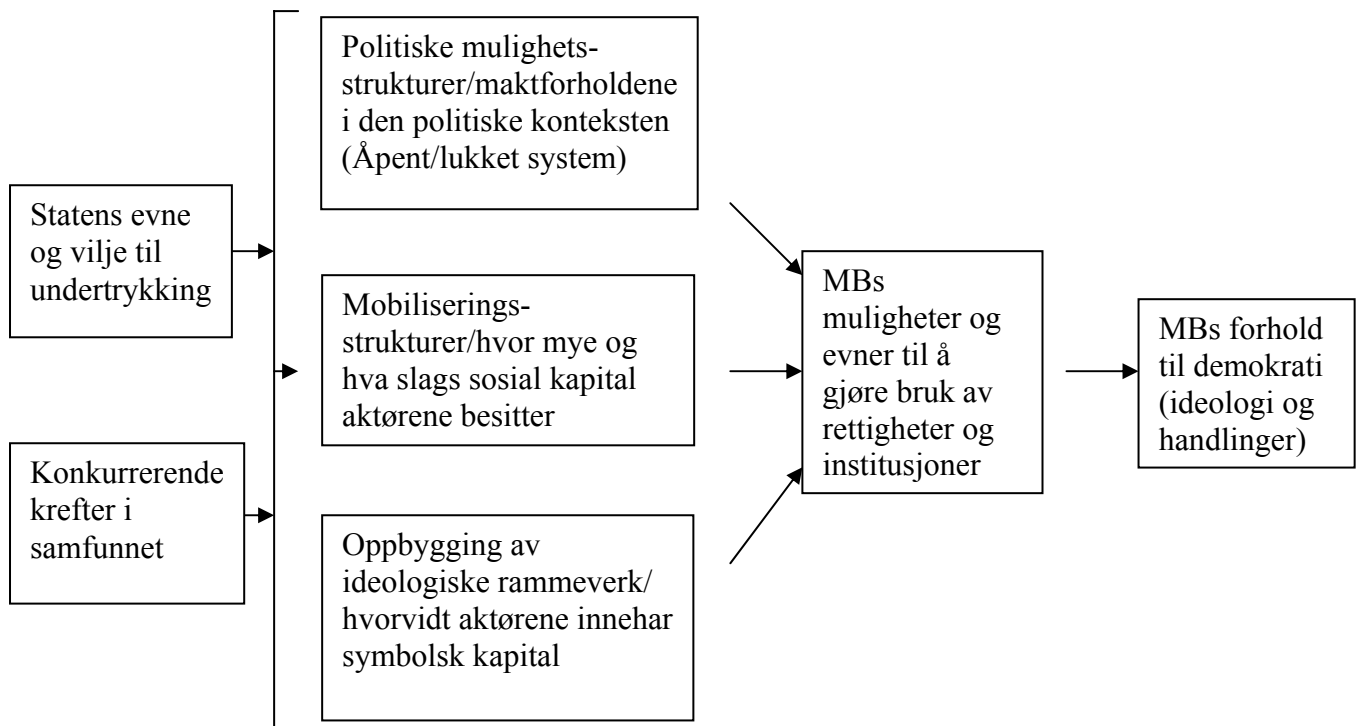 Statens evne
og vilje til
undertrykking
Konkurrerende
krefter i
samfunnet
Politiske mulighets-
strukturer/maktforholdene
i den politiske konteksten
(Åpent/lukket system)
Mobiliserings-
strukturer/hvor mye og
hva slags sosial kapital
aktørene besitter
Oppbygging av
ideologiske rammeverk/
hvorvidt aktørene innehar
symbolsk kapital
MBs
muligheter og
evner til å
gjøre bruk av
rettigheter og
institusjoner
MBs forhold
til demokrati
(ideologi og
handlinger)